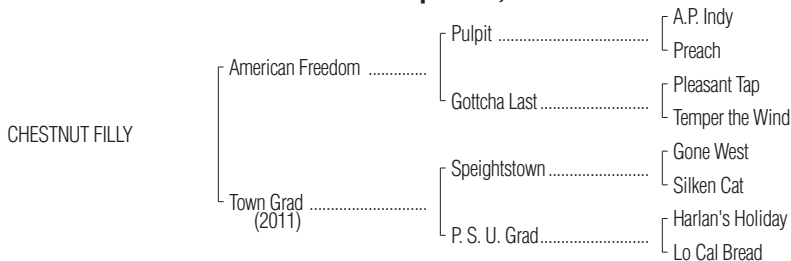 A.P. Indy
Pulpit
Preach
American Freedom
Pleasant Tap
Gottcha Last
Temper the Wind
CHESTNUT FILLY
Gone West
Speightstown
Silken Cat
Town Grad
(2011)
Harlan's Holiday
P. S. U. Grad
Lo Cal Bread